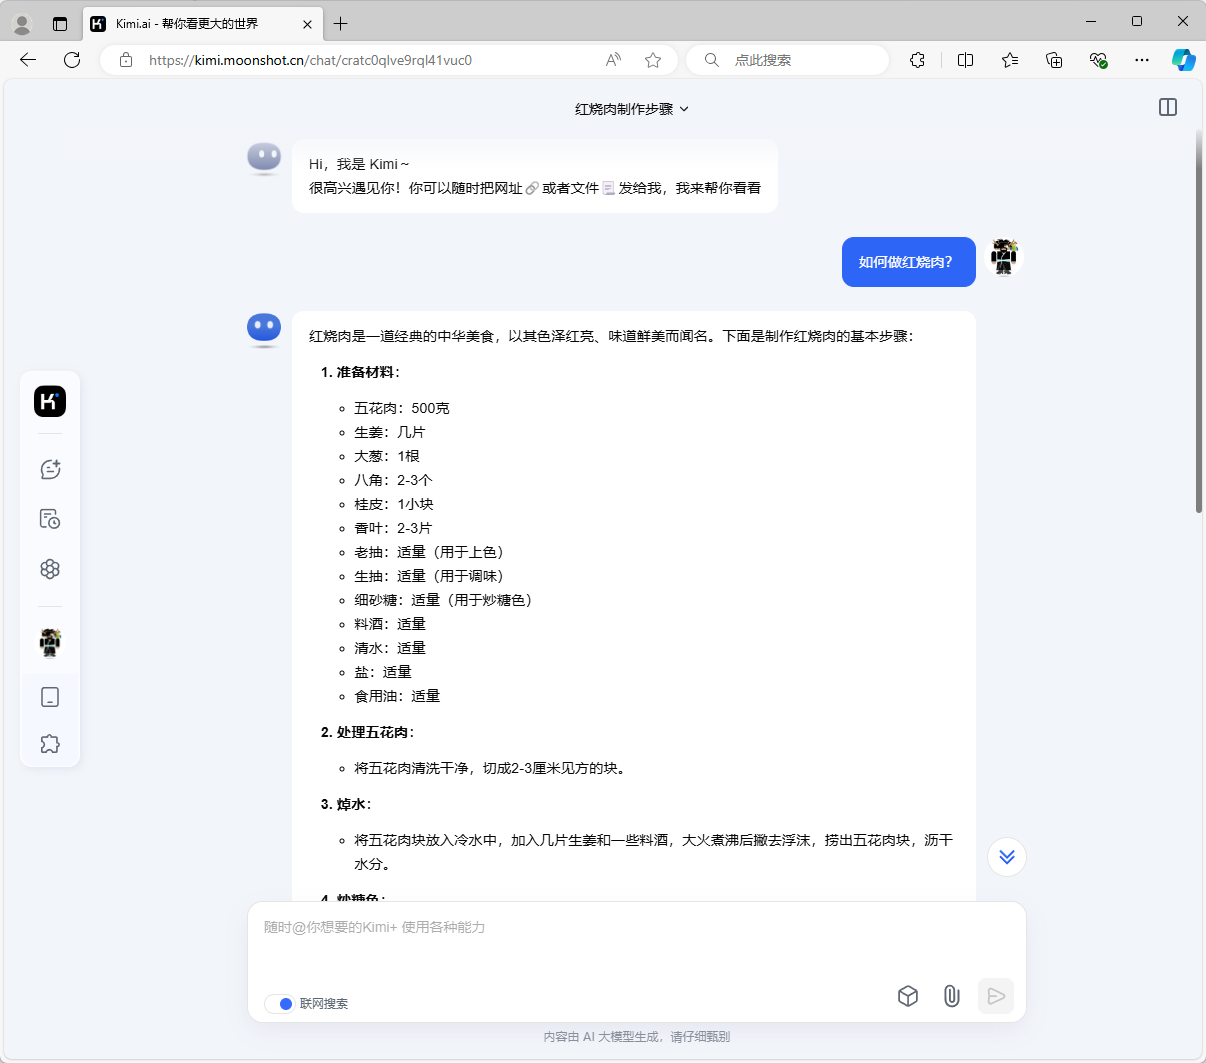 Kimi.ai - 帮你看更大的世界
https://kimi.moonshot.cn/chat/cratc0qlve9rql41vuc0
点此搜索
红烧肉制作步骤
Hi，我是 Kimi～
很高兴遇见你！你可以随时把网址🔗或者文件📃发给我，我来帮你看看
如何做红烧肉？
红烧肉是一道经典的中华美食，以其色泽红亮、味道鲜美而闻名。下面是制作红烧肉的基本步骤：
1. 准备材料：
五花肉：500克
生姜：几片
大葱：1根
八角：2-3个
桂皮：1小块
香叶：2-3片
老抽：适量（用于上色）
生抽：适量（用于调味）
细砂糖：适量（用于炒糖色）
料酒：适量
清水：适量
盐：适量
食用油：适量
2. 处理五花肉：
将五花肉清洗干净，切成2-3厘米见方的块。
3. 焯水：
将五花肉块放入冷水中，加入几片生姜和一些料酒，大火煮沸后撇去浮沫，捞出五花肉块，沥干
水分。
4. 炒糖色：
随时@你想要的Kimi+ 使用各种能力
联网搜索
内容由 AI 大模型生成，请仔细甄别